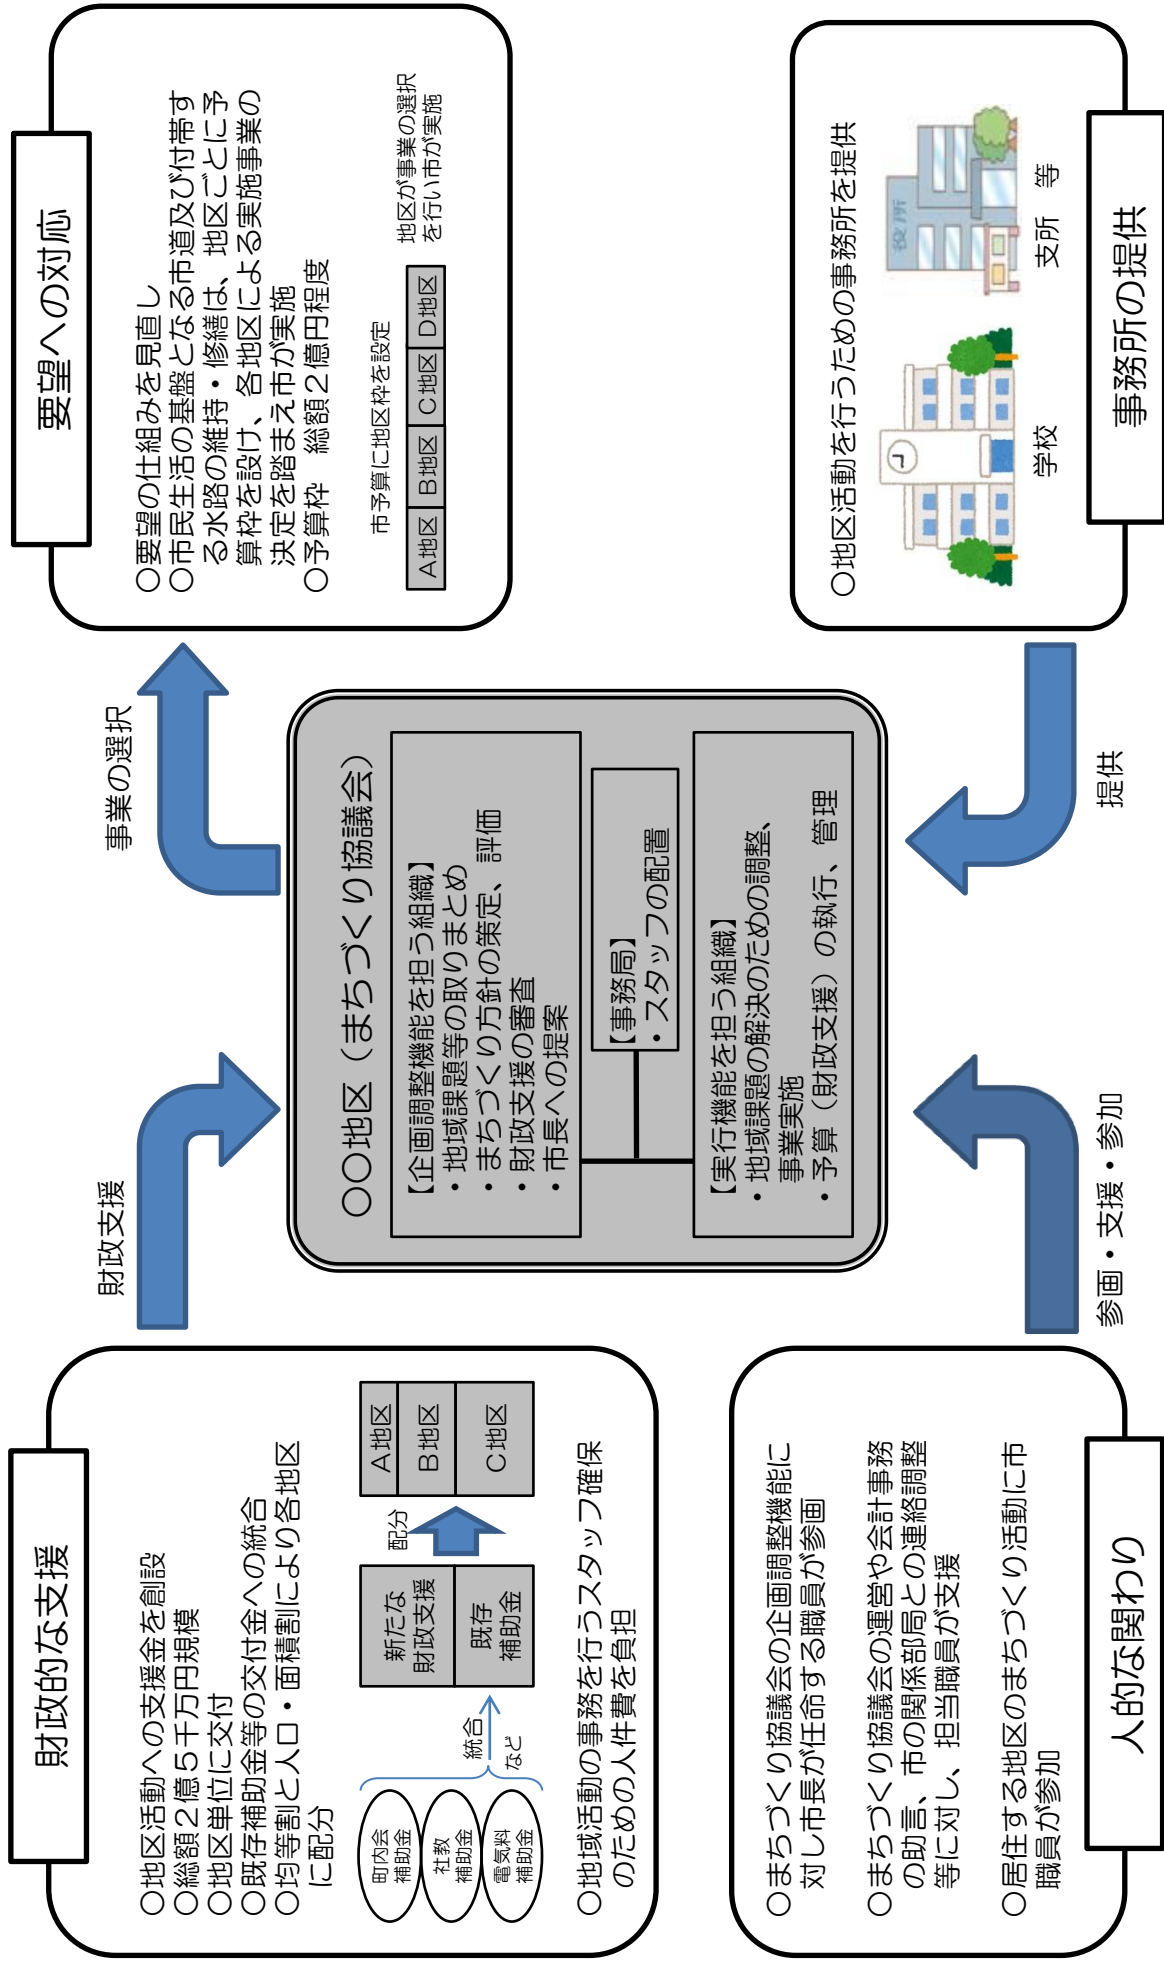 財政的な支援
○地区活動への支援金を創設
○総額２億５千万円規模
○地区単位に交付
○既存補助金等の交付金への統合
○均等割と人口・面積割により各地区
に配分
町内会
補助金
社教
補助金
電気料
補助金
統合
など
新たな
財政支援
既存
補助金
配分
A地区
B地区
C地区
○地域活動の事務を行うスタッフ確保
のための人件費を負担
財政支援
事業の選択
要望への対応
○要望の仕組みを見直し
○市民生活の基盤となる市道及び付帯す
る水路の維持・修繕は、地区ごとに予
算枠を設け、各地区による実施事業の
決定を踏まえ市が実施
○予算枠　総額２億円程度
市予算に地区枠を設定
A地区
B地区
C地区
D地区
地区が事業の選択
を行い市が実施
○○地区（まちづくり協議会）
【企画調整機能を担う組織】
・地域課題等の取りまとめ
・まちづくり方針の策定、評価
・財政支援の審査
・市長への提案
【事務局】
・スタッフの配置
【実行機能を担う組織】
・地域課題の解決のための調整、
事業実施
・予算（財政支援）の執行、管理
○まちづくり協議会の企画調整機能に
対し市長が任命する職員が参画
○まちづくり協議会の運営や会計事務
の助言、市の関係部局との連絡調整
等に対し、担当職員が支援
○居住する地区のまちづくり活動に市
職員が参加
人的な関わり
参画・支援・参加
提供
○地区活動を行うための事務所を提供
役所
学校
支所　等
事務所の提供